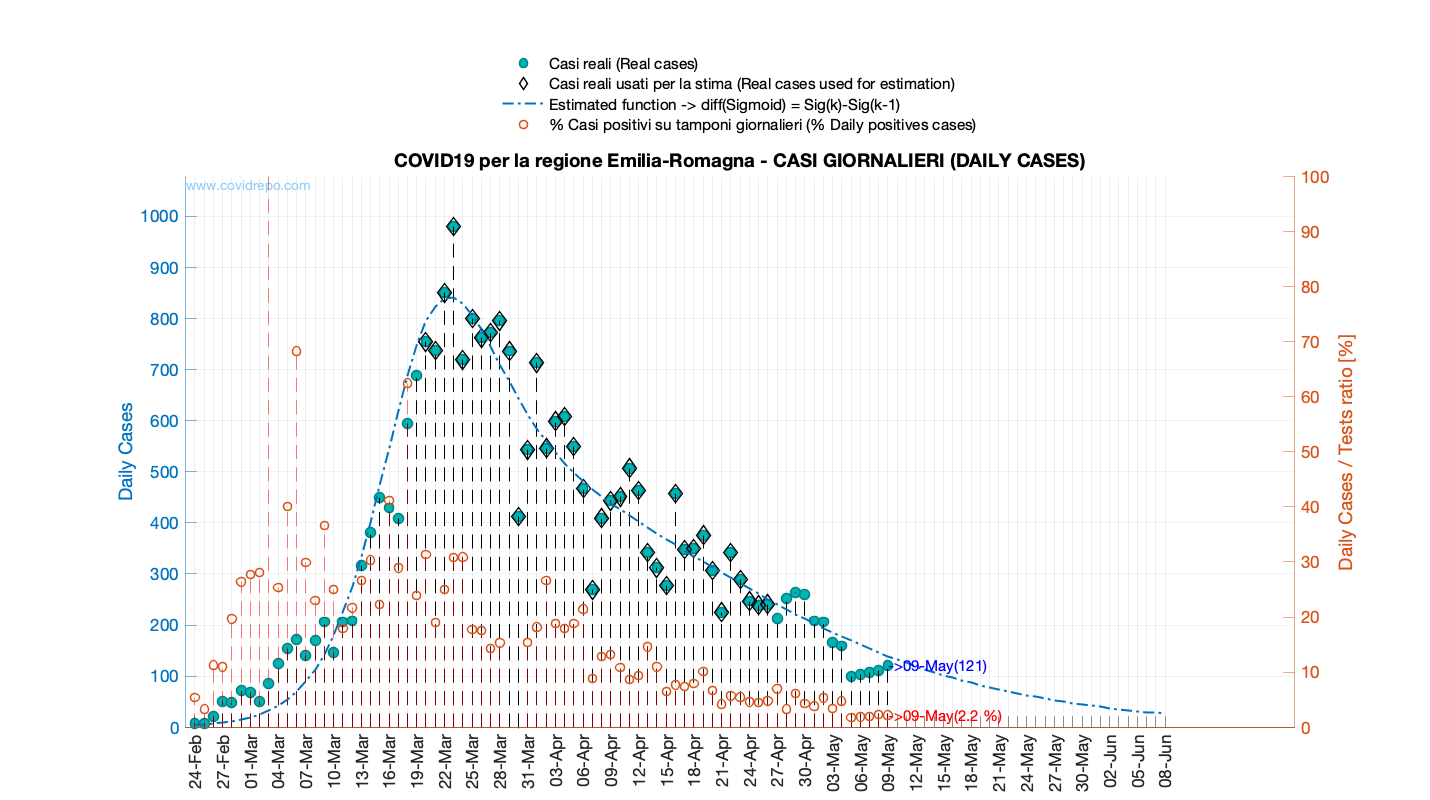 Casi reali (Real cases)
Casi reali usati per la stima (Real cases used for estimation)
Estimated function -> diff(Sigmoid) = Sig(k)-Sig(k-1)
% Casi positivi su tamponi giornalieri (% Daily positives cases)
COVID19 per la regione Emilia-Romagna - CASI GIORNALIERI (DAILY CASES)
www.covidrepo.com
Daily Cases
1000
900
800
700
600
500
400
300
200
100
0
->09-May(121)
->09-May(2.2 %)
100
90
80
70
60
50
40
30
20
10
0
Daily Cases / Tests ratio [%]
24-Feb
27-Feb
01-Mar
04-Mar
07-Mar
10-Mar
13-Mar
16-Mar
19-Mar
22-Mar
25-Mar
28-Mar
31-Mar
03-Apr
06-Apr
09-Apr
12-Apr
15-Apr
18-Apr
21-Apr
24-Apr
27-Apr
30-Apr
03-May
06-May
09-May
12-May
15-May
18-May
21-May
24-May
27-May
30-May
02-Jun
05-Jun
08-Jun